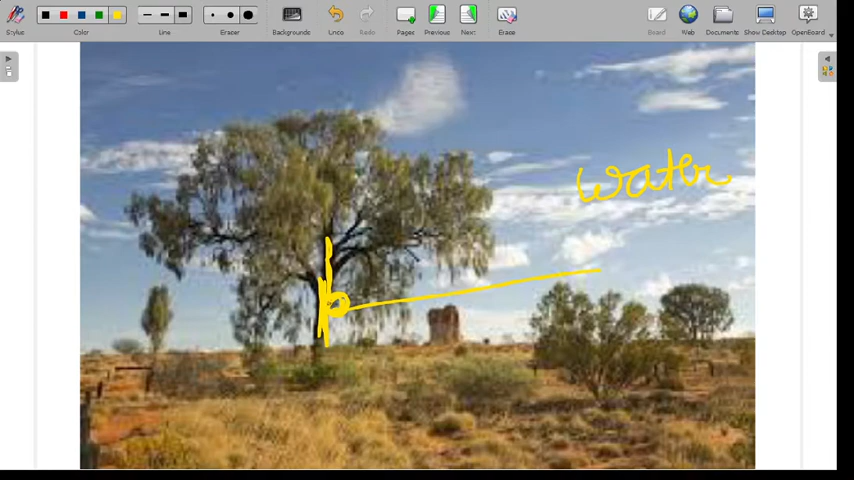 Stylus
Color
Line
Eraser
Backgrounds
Undo
Redo
Pages
Previous
Next
Erase
Board
Web
Documents
Show Desktop
OpenBoard
water